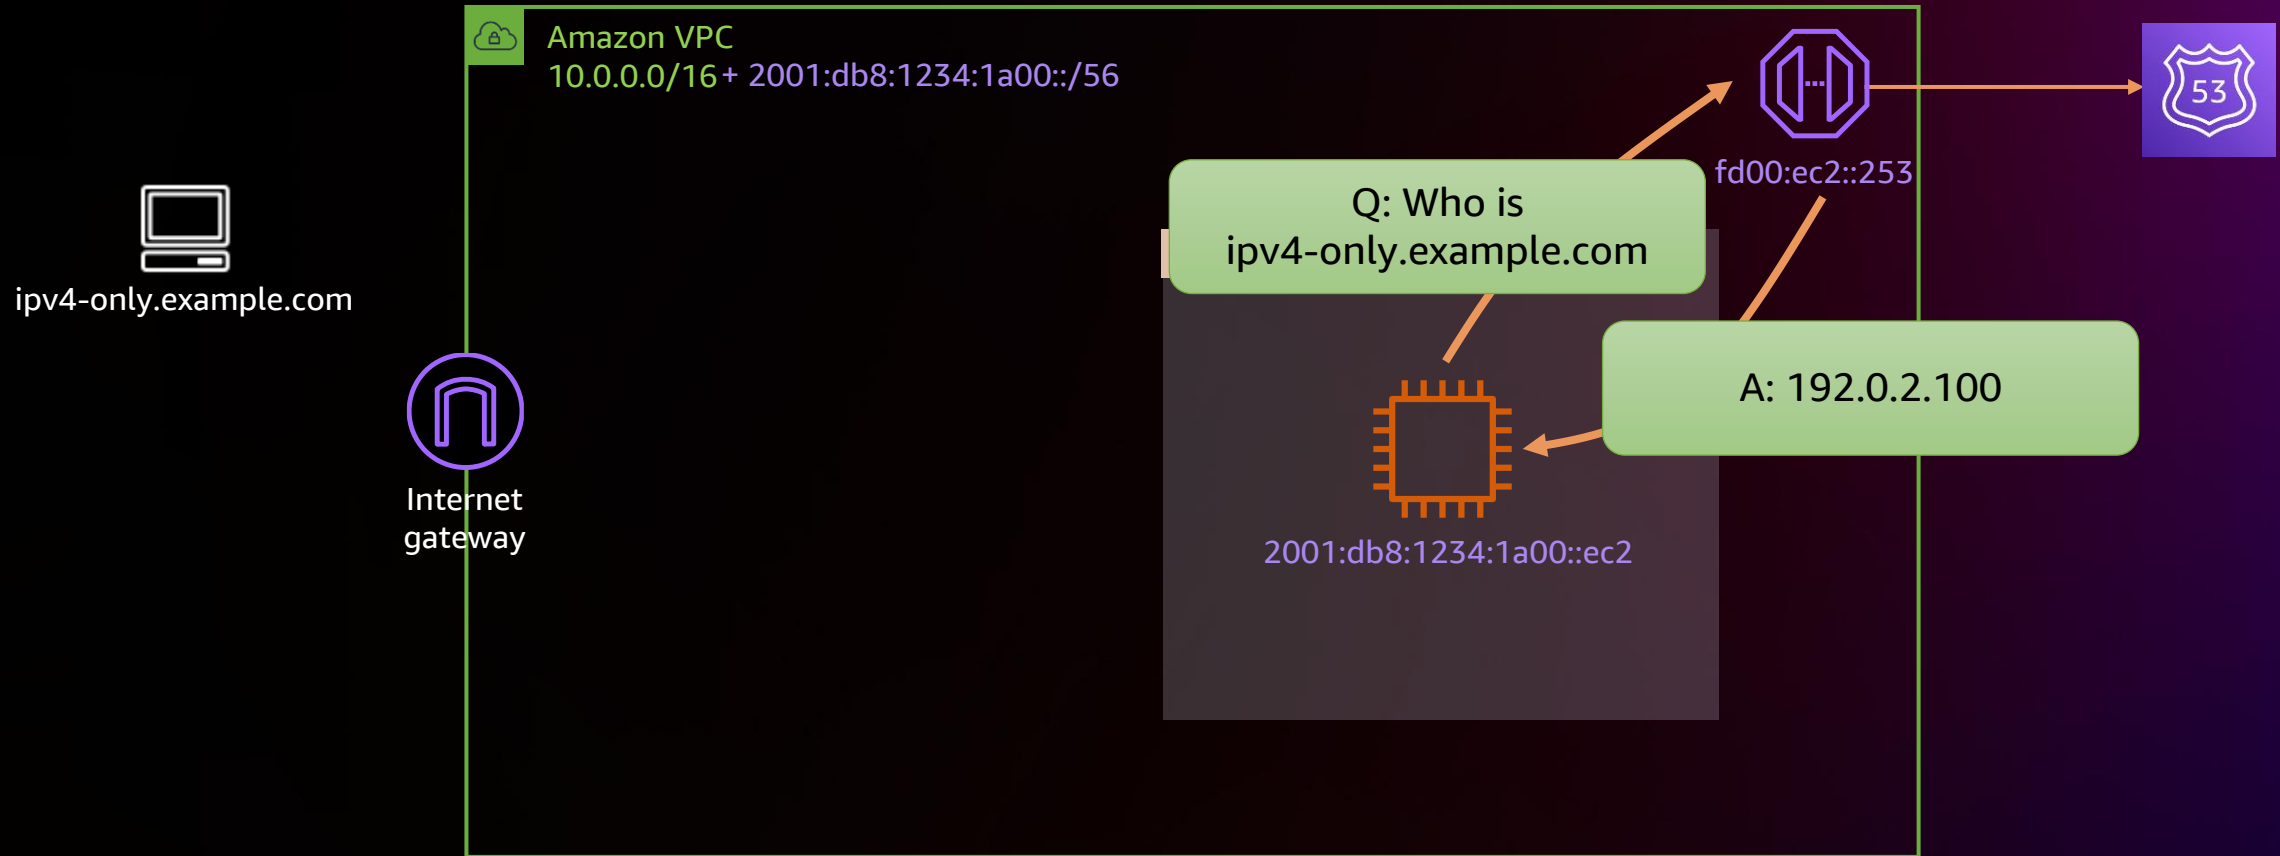 Amazon VPC
10.0.0.0/16 + 2001:db8:1234:1a00::/56
53
fd00:ec2::253
Q: Who is
ipv4-only.example.com
ipv4-only.example.com
A: 192.0.2.100
Internet
gateway
2001:db8:1234:1a00::ec2